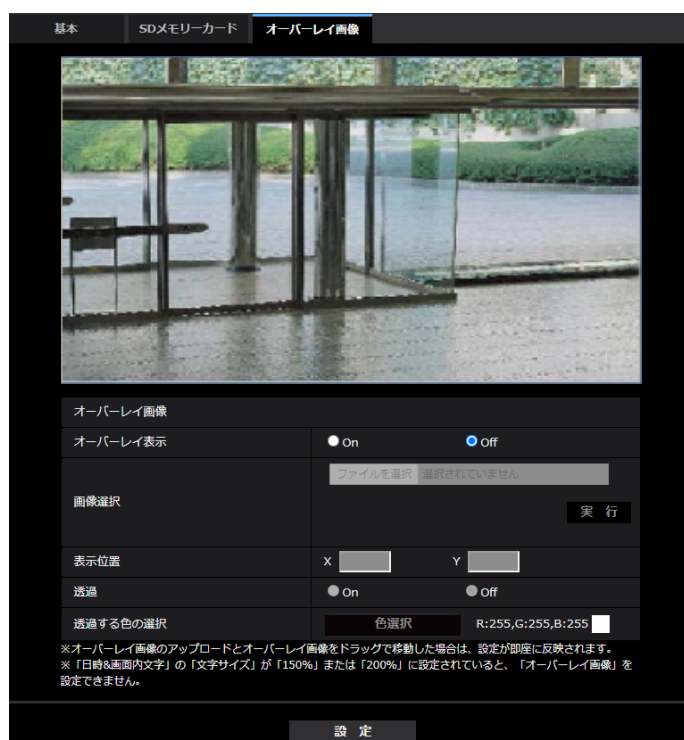 基本 SDメモリーカード オーバーレイ画像
オーバーレイ画像
オーバーレイ表示 On Off
ファイルを選択 選択されていません
画像選択
実 行
表示位置 X Y
透過 On Off
透過する色の選択 色選択 R:255,G:255,B:255
※オーバーレイ画像のアップロードとオーバーレイ画像をドラッグで移動した場合は、設定が即座に反映されます。
※「日時&画面内文字」の「文字サイズ」が「150%」または「200%」に設定されていると、「オーバーレイ画像」を
設定できません。
設 定